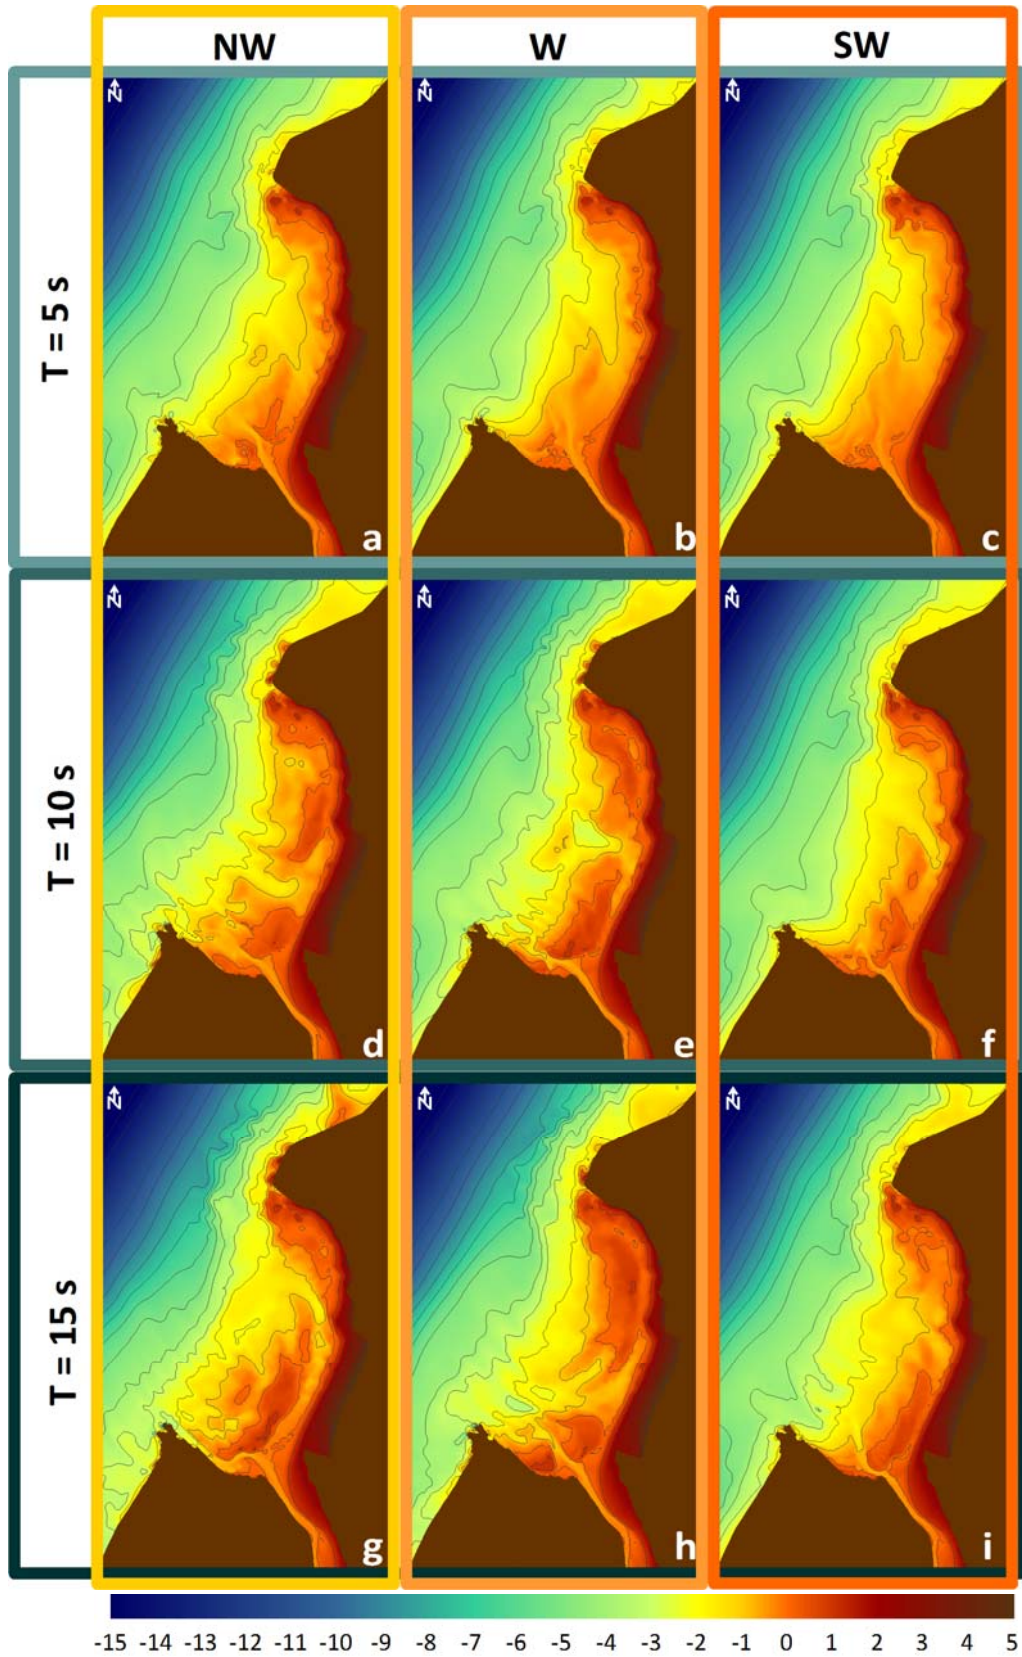 NW W SW
T = 5 s
N N N
a b c
T = 10 s
N N N
d e f
T = 15 s
N N N
g h i
-15 -14 -13 -12 -11 -10 -9 -8 -7 -6 -5 -4 -3 -2 -1 0 1 2 3 4 5